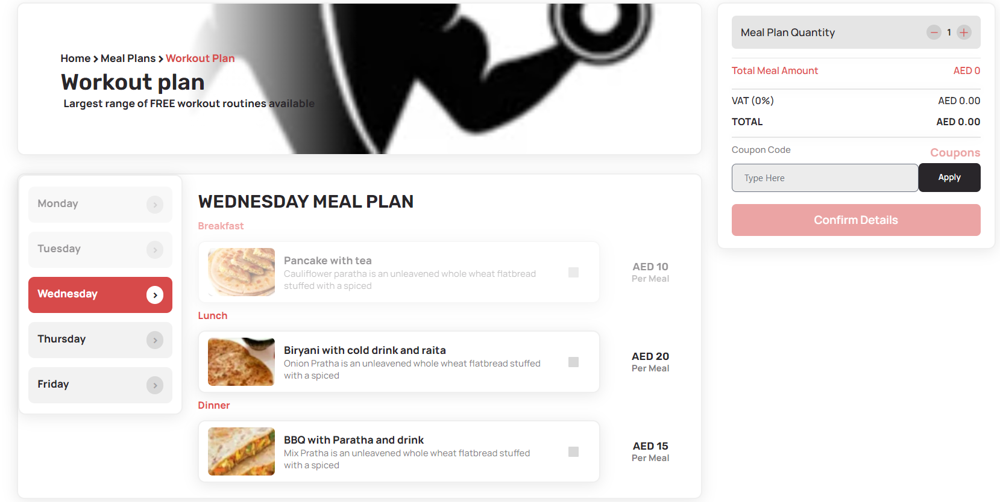 Home > Meal Plans > Workout Plan
Workout plan
Largest range of FREE workout routines available
Monday
Tuesday
Wednesday
Thursday
Friday
WEDNESDAY MEAL PLAN
Breakfast
Pancake with tea
Cauliflower paratha is an unleavened whole wheat flatbread
stuffed with a spiced
AED 10
Per Meal
Lunch
Biryani with cold drink and raita
Onion Pratha is an unleavened whole wheat flatbread stuffed
with a spiced
AED 20
Per Meal
Dinner
BBQ with Paratha and drink
Mix Pratha is an unleavened whole wheat flatbread stuffed
with a spiced
AED 15
Per Meal
Meal Plan Quantity − 1 +
Total Meal Amount AED 0
VAT (0%) AED 0.00
TOTAL AED 0.00
Coupon Code Coupons
Type Here Apply
Confirm Details